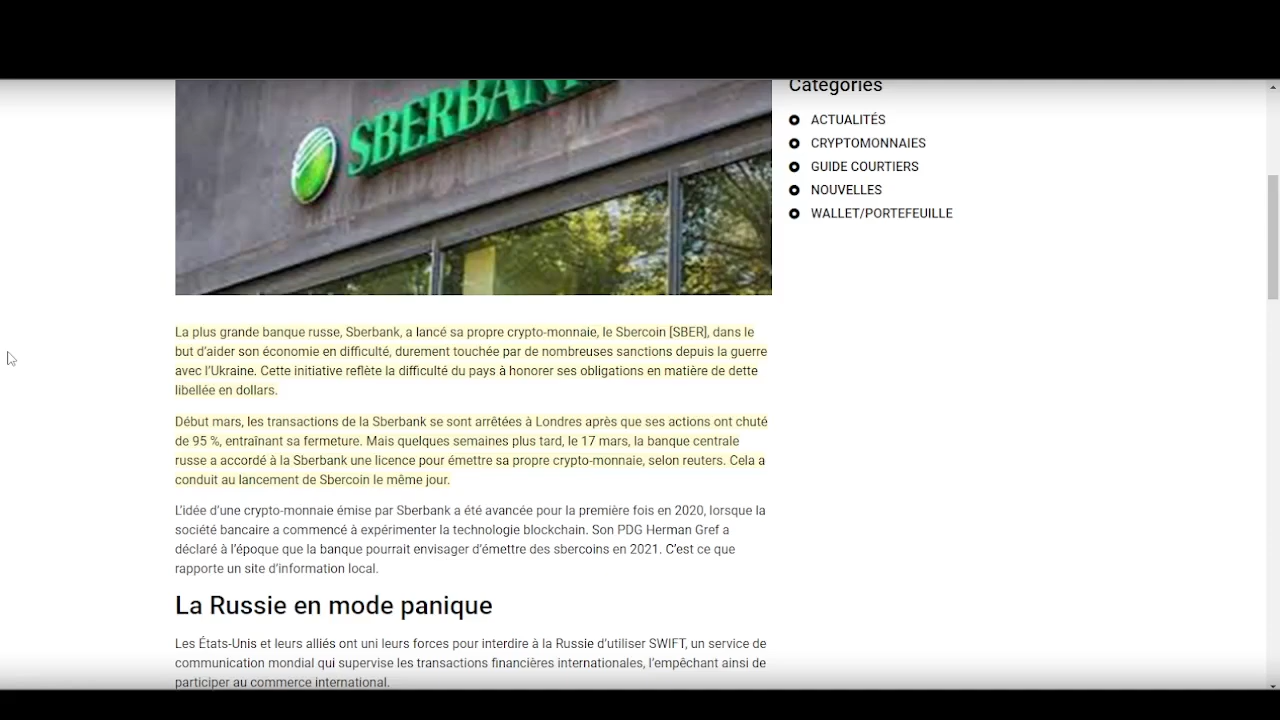 SBERBANK
Catégories
ACTUALITÉS
CRYPTOMONNAIES
GUIDE COURTIERS
NOUVELLES
WALLET/PORTEFEUILLE
La plus grande banque russe, Sberbank, a lancé sa propre crypto-monnaie, le Sbercoin [SBER], dans le
but d’aider son économie en difficulté, durement touchée par de nombreuses sanctions depuis la guerre
avec l’Ukraine. Cette initiative reflète la difficulté du pays à honorer ses obligations en matière de dette
libellée en dollars.
Début mars, les transactions de la Sberbank se sont arrêtées à Londres après que ses actions ont chuté
de 95 %, entraînant sa fermeture. Mais quelques semaines plus tard, le 17 mars, la banque centrale
russe a accordé à la Sberbank une licence pour émettre sa propre crypto-monnaie, selon reuters. Cela a
conduit au lancement de Sbercoin le même jour.
L’idée d’une crypto-monnaie émise par Sberbank a été avancée pour la première fois en 2020, lorsque la
société bancaire a commencé à expérimenter la technologie blockchain. Son PDG Herman Gref a
déclaré à l’époque que la banque pourrait envisager d’émettre des sbercoins en 2021. C’est ce que
rapporte un site d’information local.
La Russie en mode panique
Les États-Unis et leurs alliés ont uni leurs forces pour interdire à la Russie d’utiliser SWIFT, un service de
communication mondial qui supervise les transactions financières internationales, l’empêchant ainsi de
participer au commerce international.